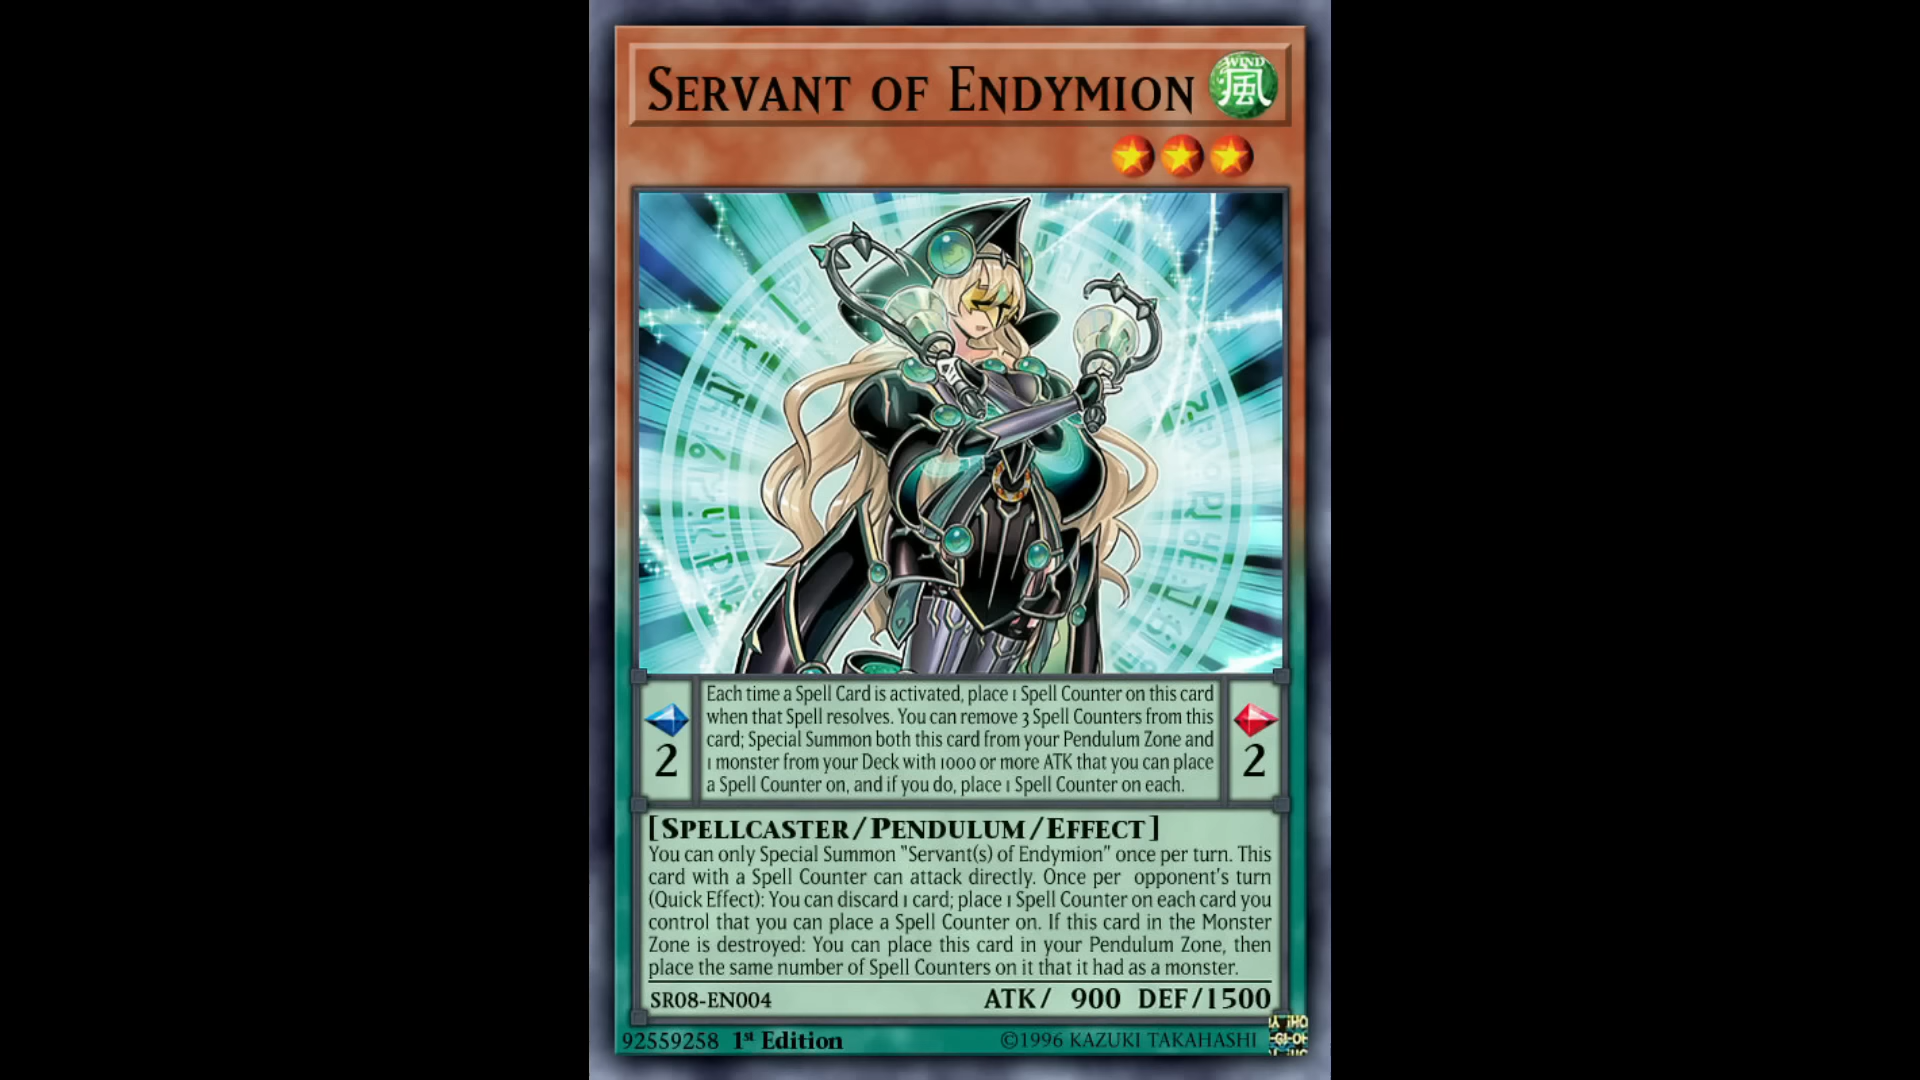 SERVANT OF ENDYMION
WIND
風
Each time a Spell Card is activated, place 1 Spell Counter on this card
when that Spell resolves. You can remove 3 Spell Counters from this
card; Special Summon both this card from your Pendulum Zone and
1 monster from your Deck with 1000 or more ATK that you can place
a Spell Counter on, and if you do, place 1 Spell Counter on each.
2
2
[SPELLCASTER/PENDULUM/EFFECT]
You can only Special Summon "Servant(s) of Endymion" once per turn. This
card with a Spell Counter can attack directly. Once per opponent's turn
(Quick Effect): You can discard 1 card; place 1 Spell Counter on each card you
control that you can place a Spell Counter on. If this card in the Monster
Zone is destroyed: You can place this card in your Pendulum Zone, then
place the same number of Spell Counters on it that it had as a monster.
SR08-EN004
ATK/ 900 DEF/1500
92559258 1st Edition
©1996 KAZUKI TAKAHASHI